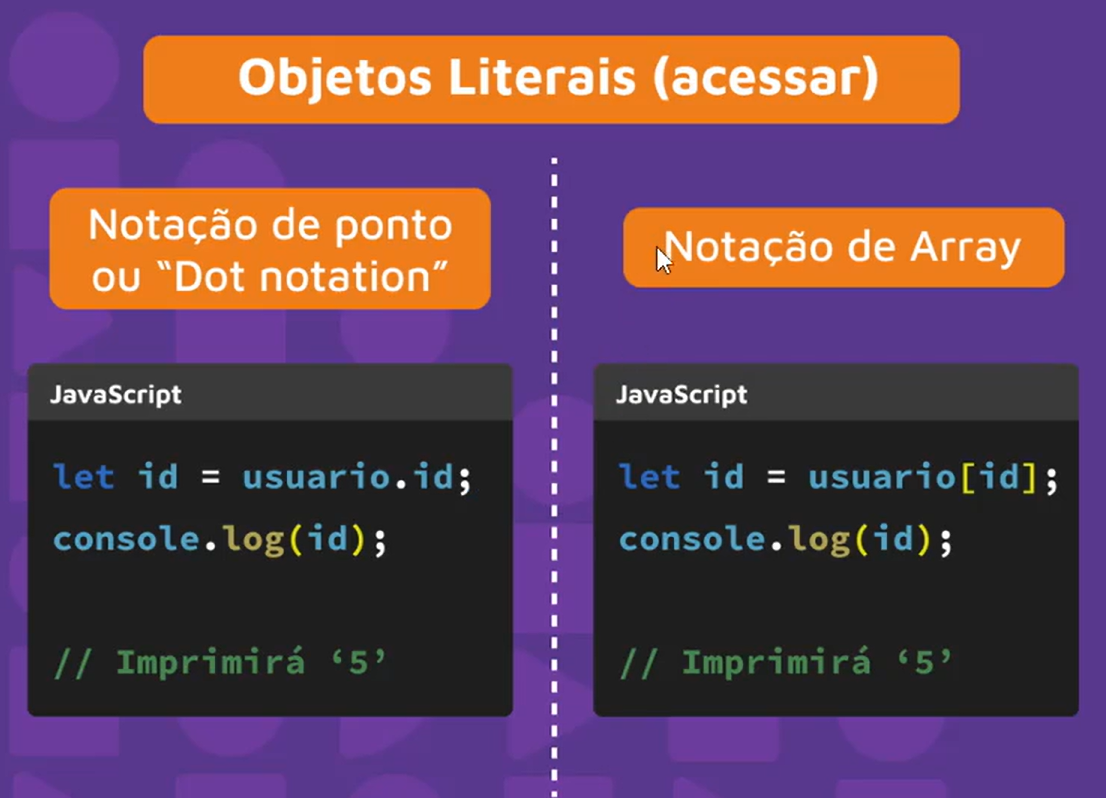 Objetos Literais (acessar)
Notação de ponto
ou “Dot notation”
JavaScript
let id = usuario.id;
console.log(id);
// Imprimirá ‘5’
Notação de Array
JavaScript
let id = usuario[id];
console.log(id);
// Imprimirá ‘5’